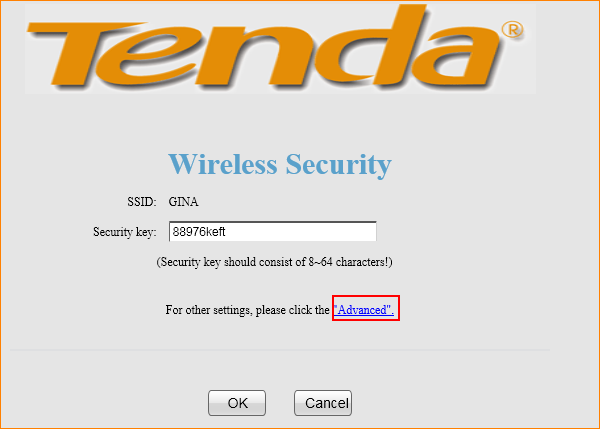 Tenda®
Wireless Security
SSID: GINA
Security key: 88976keft
(Security key should consist of 8~64 characters!)
For other settings, please click the "Advanced".
OK Cancel